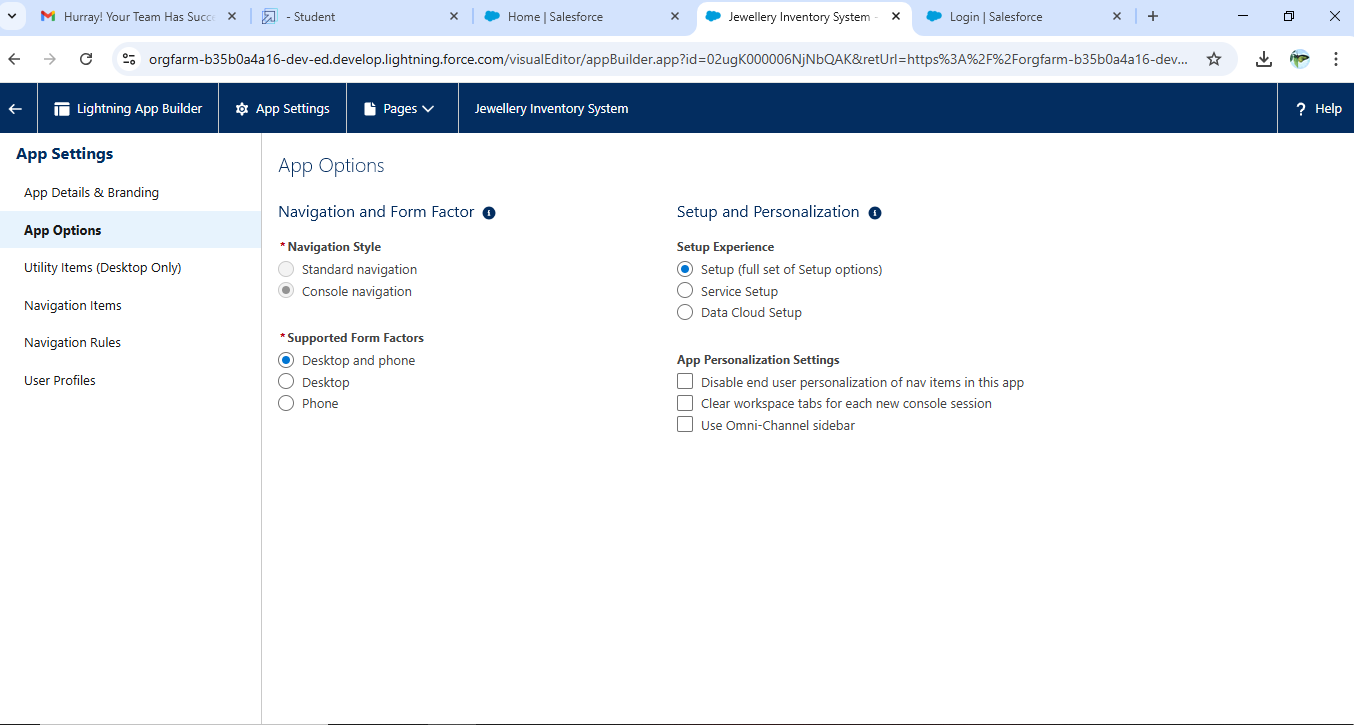 Hurray! Your Team Has Succ
- Student
Home | Salesforce
Jewellery Inventory System -
Login | Salesforce
orgfarm-b35b0a4a16-dev-ed.develop.lightning.force.com/visualEditor/appBuilder.app?id=02ugK000006NjNbQAK&retUrl=https%3A%2F%2Forgfarm-b35b0a4a16-dev...
Lightning App Builder
App Settings
Pages
Jewellery Inventory System
? Help
App Settings
App Details & Branding
App Options
Utility Items (Desktop Only)
Navigation Items
Navigation Rules
User Profiles
App Options
Navigation and Form Factor
*Navigation Style
Standard navigation
Console navigation
*Supported Form Factors
Desktop and phone
Desktop
Phone
Setup and Personalization
Setup Experience
Setup (full set of Setup options)
Service Setup
Data Cloud Setup
App Personalization Settings
Disable end user personalization of nav items in this app
Clear workspace tabs for each new console session
Use Omni-Channel sidebar